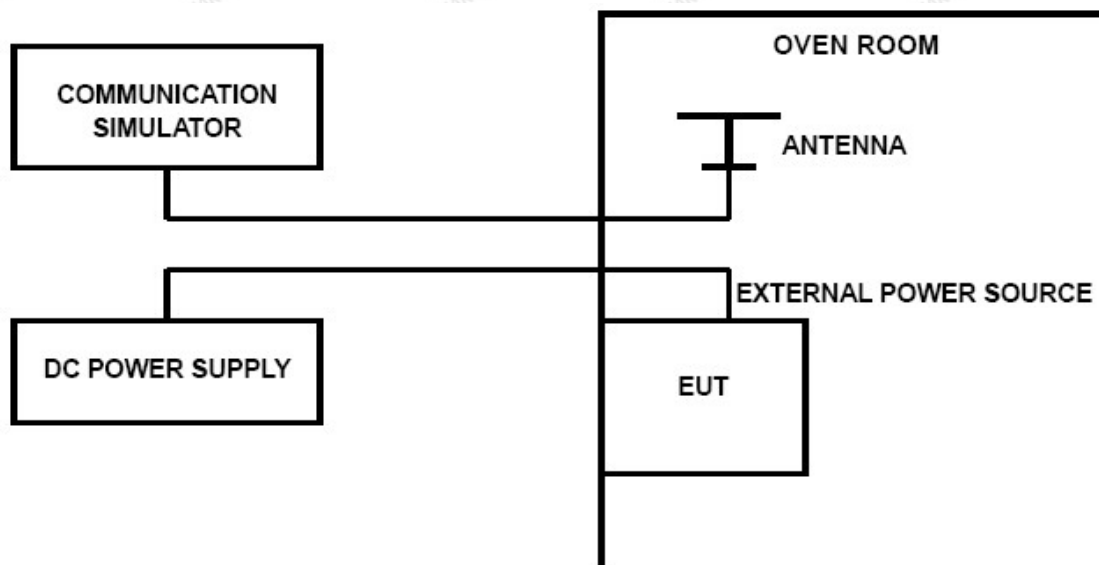 OVEN ROOM
COMMUNICATION
SIMULATOR
ANTENNA
EXTERNAL POWER SOURCE
DC POWER SUPPLY
EUT